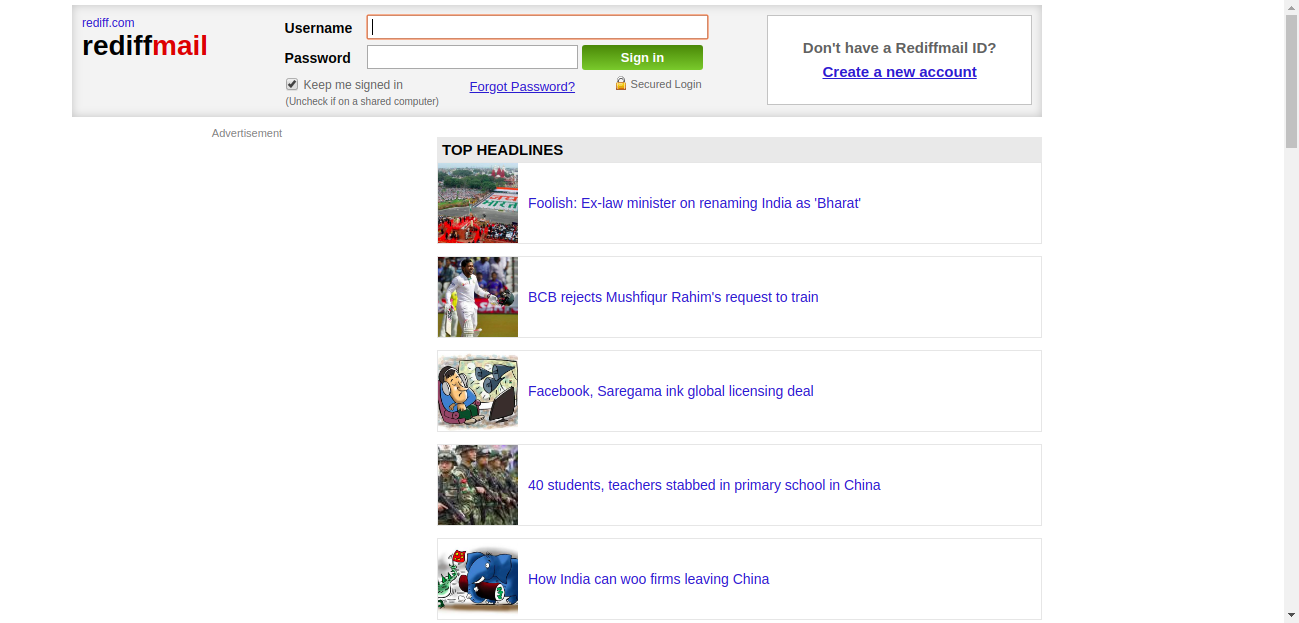 rediff.com
rediffmail
Username
Password
Sign in
Keep me signed in
(Uncheck if on a shared computer)
Forgot Password?
Secured Login
Don't have a Rediffmail ID?
Create a new account
Advertisement
TOP HEADLINES
Foolish: Ex-law minister on renaming India as 'Bharat'
BCB rejects Mushfiqur Rahim's request to train
Facebook, Saregama ink global licensing deal
40 students, teachers stabbed in primary school in China
How India can woo firms leaving China